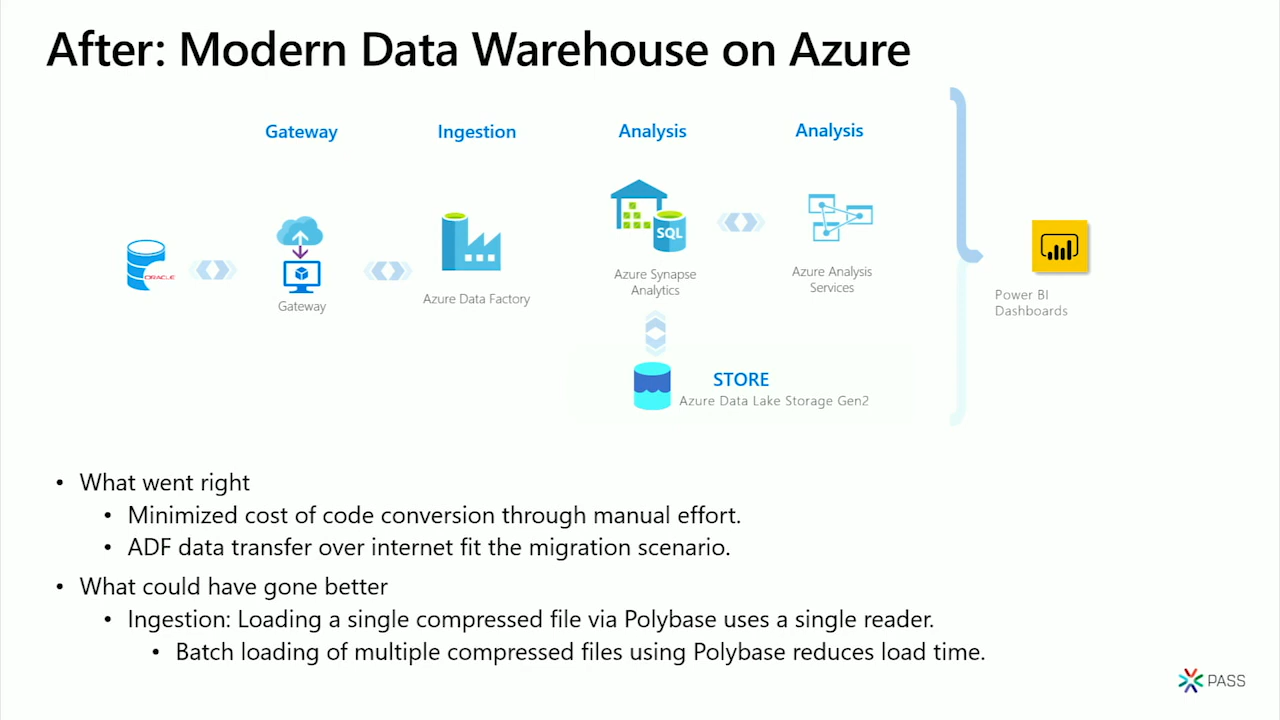 After: Modern Data Warehouse on Azure
Gateway
Ingestion
Analysis
Analysis
ORACLE
Gateway
Azure Data Factory
SQL
Azure Synapse
Analytics
Azure Analysis
Services
Power BI
Dashboards
STORE
Azure Data Lake Storage Gen2
• What went right
• Minimized cost of code conversion through manual effort.
• ADF data transfer over internet fit the migration scenario.
• What could have gone better
• Ingestion: Loading a single compressed file via Polybase uses a single reader.
• Batch loading of multiple compressed files using Polybase reduces load time.
PASS